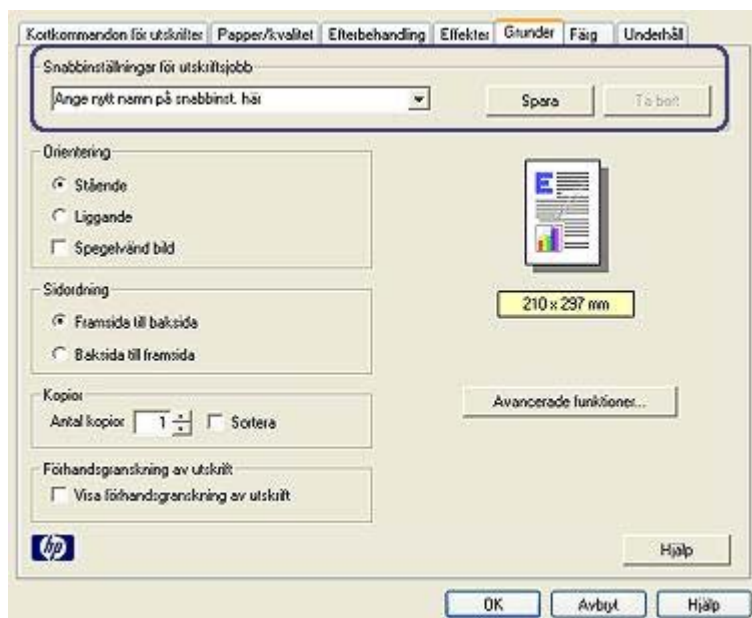 Kortkommandon för utskrifter Papper/kvalitet Efterbehandling Effekter Grunder Färg Underhåll
Snabbinställningar för utskriftsjobb
Ange nytt namn på snabbinst. här Spara Ta bort
Orientering
Stående
Liggande
Spegelvänd bild
E
210 x 297 mm
Sidordning
Framsida till baksida
Baksida till framsida
Kopior
Antal kopior 1 Sortera
Avancerade funktioner...
Förhandsgranskning av utskrift
Visa förhandsgranskning av utskrift
hp Hjälp
OK Avbryt Hjälp